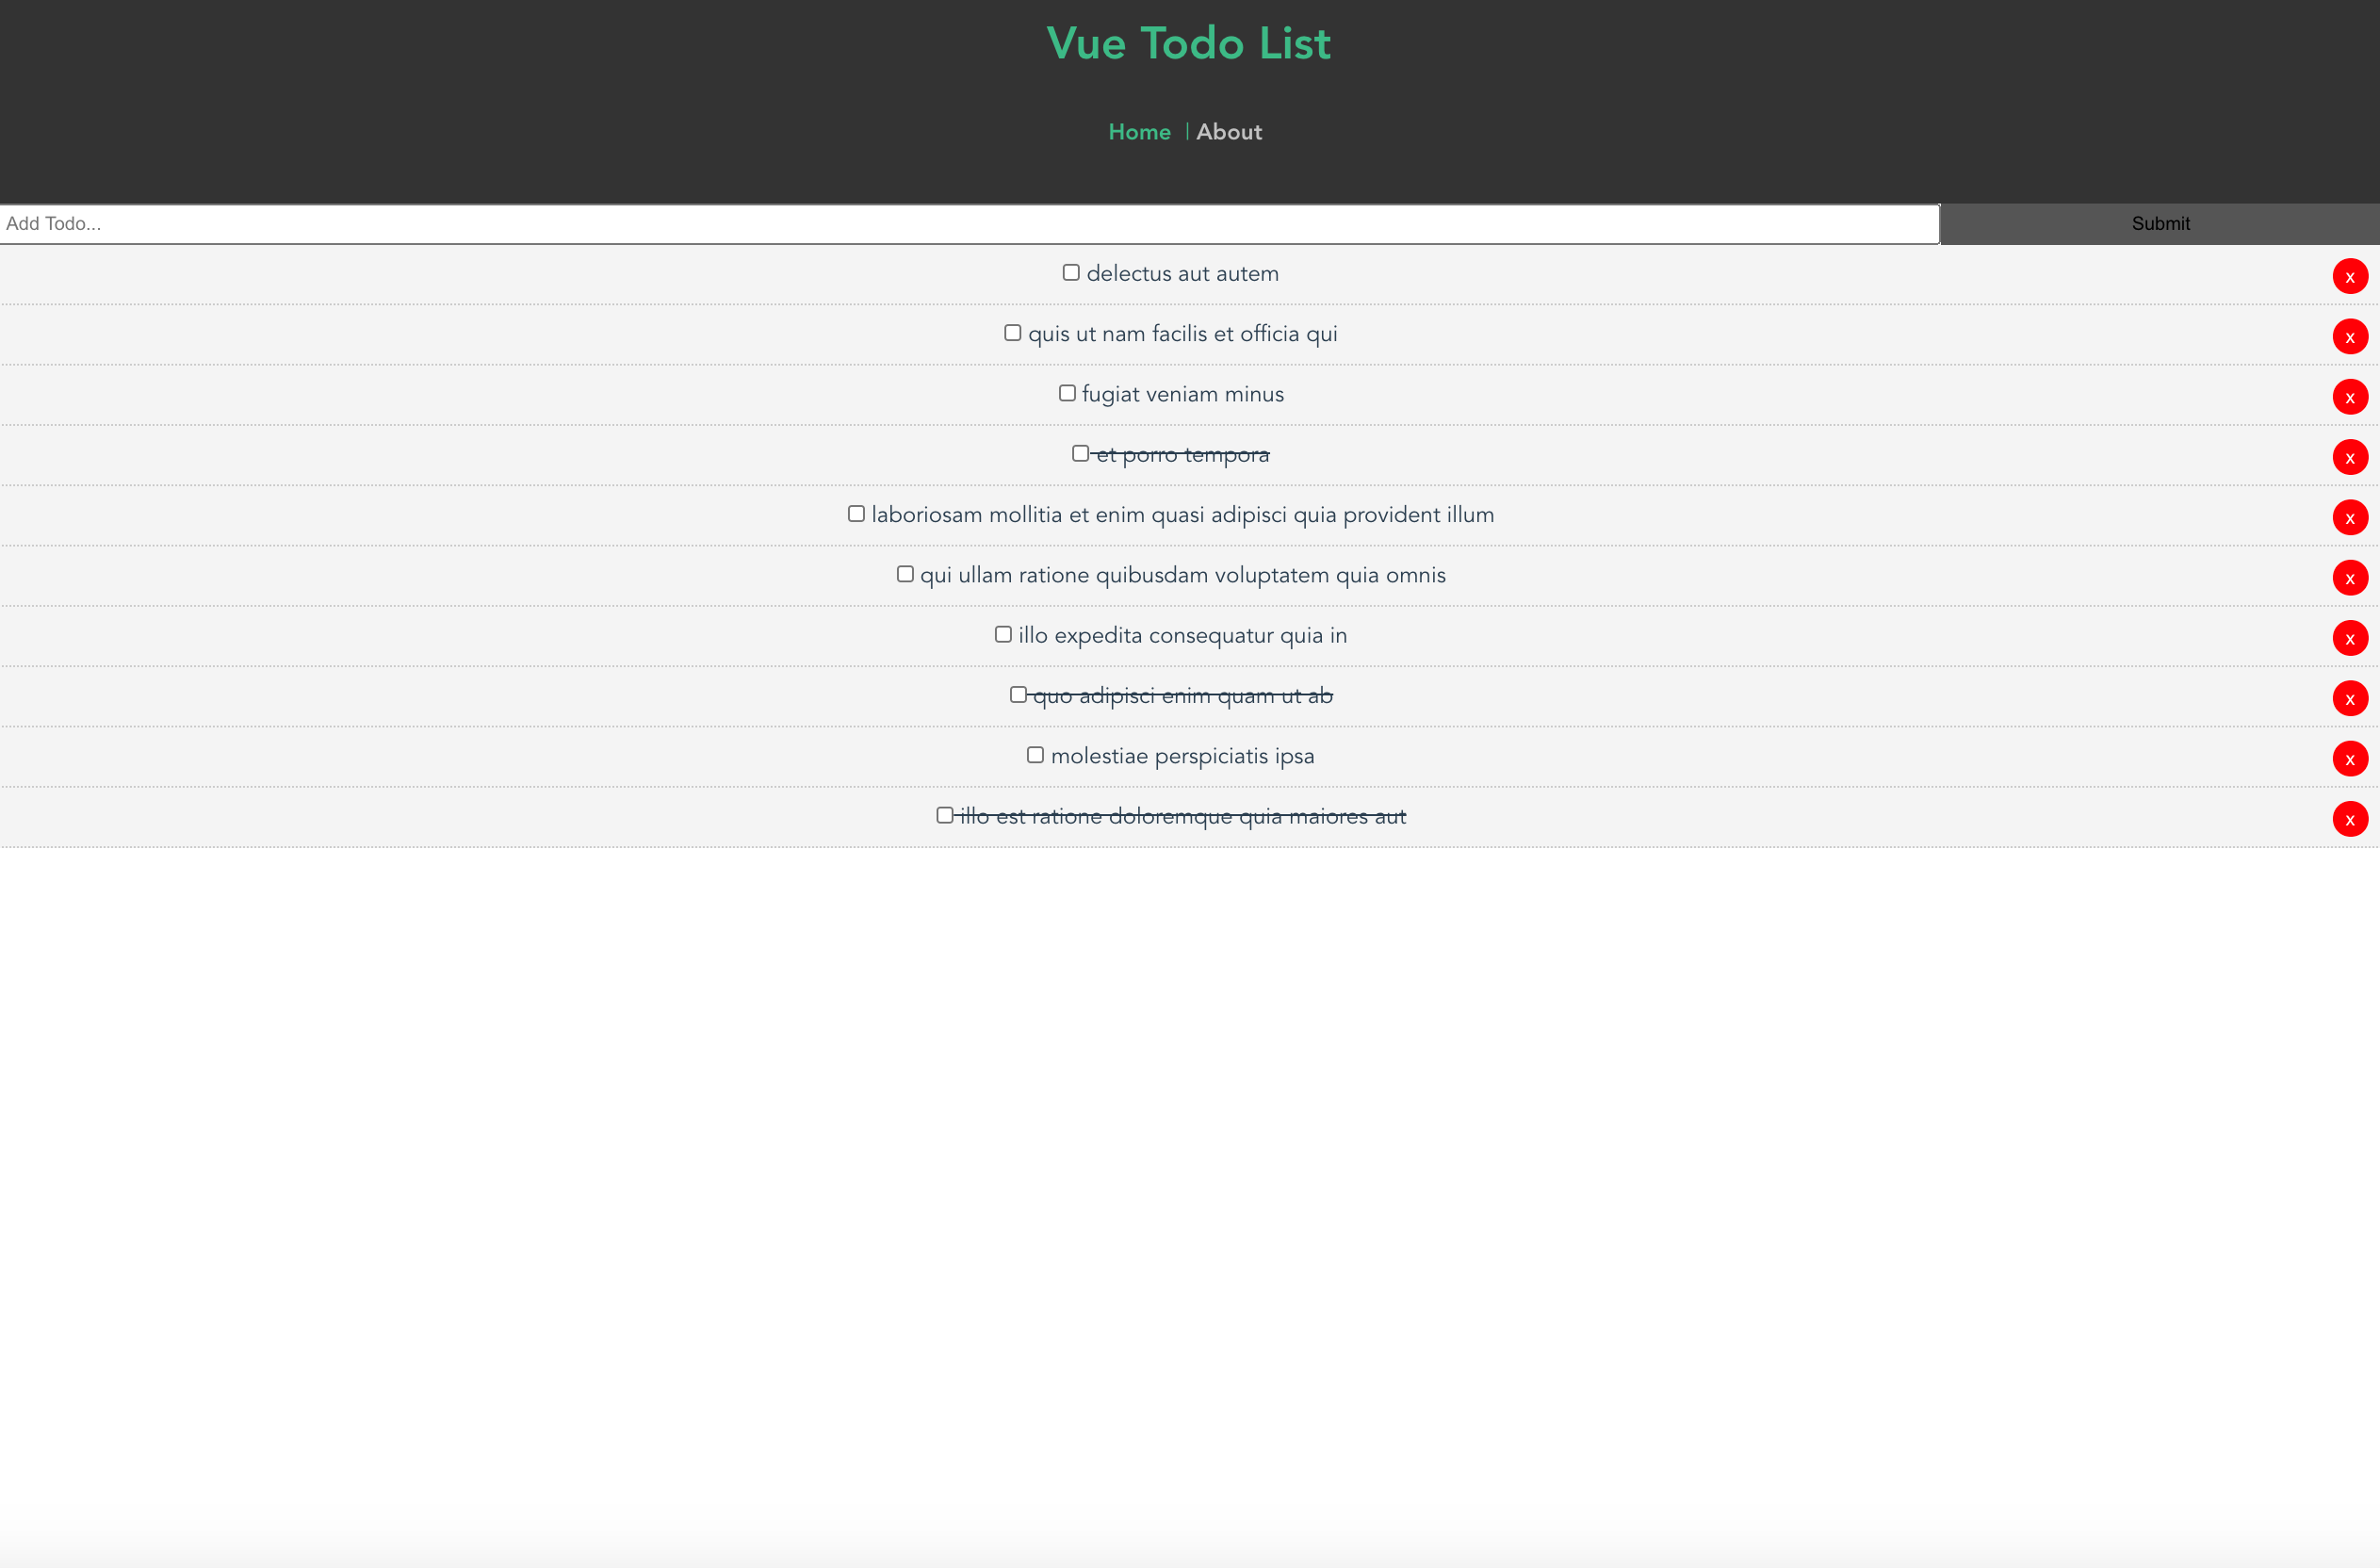 Vue Todo List
Home | About
Add Todo... Submit
delectus aut autem x
quis ut nam facilis et officia qui x
fugiat veniam minus x
et porro tempora x
laboriosam mollitia et enim quasi adipisci quia provident illum x
qui ullam ratione quibusdam voluptatem quia omnis x
illo expedita consequatur quia in x
quo adipisci enim quam ut ab x
molestiae perspiciatis ipsa x
illo est ratione doloremque quia maiores aut x